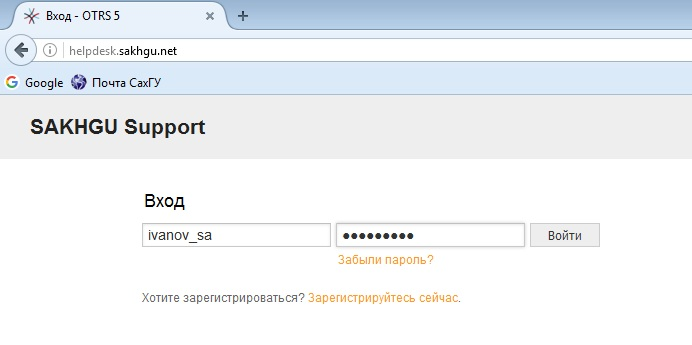 Вход - OTRS 5
helpdesk.sakhgu.net
Google Почта СахГУ
SAKHGU Support
Вход
ivanov_sa ●●●●●●●●● Войти
Забыли пароль?
Хотите зарегистрироваться? Зарегистрируйтесь сейчас.